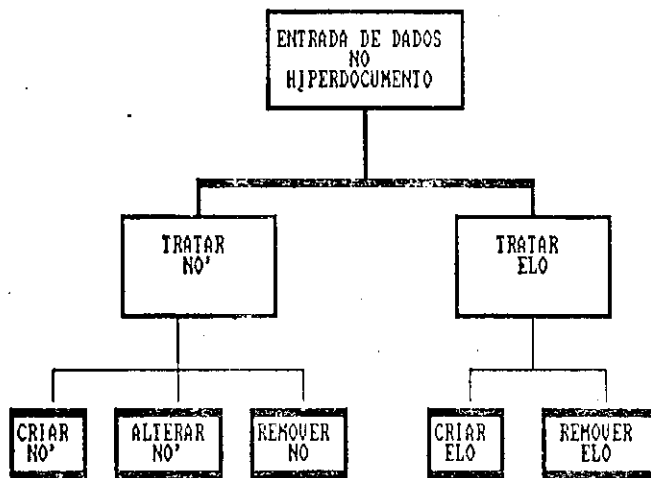 ENTRADA DE DADOS
NO
HIPERDOCUMENTO
TRATAR
NO'
TRATAR
ELO
CRIAR
NO'
ALTERAR
NO'
REMOVER
NO
CRIAR
ELO
REMOVER
ELO